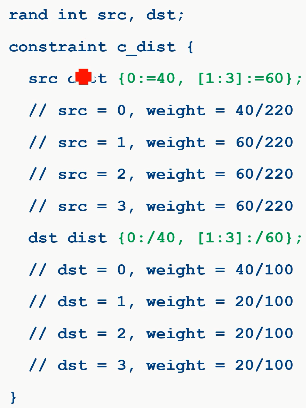 rand int src, dst;
constraint c_dist {
src {0:=40, [1:3]:=60};
// src = 0, weight = 40/220
// src = 1, weight = 60/220
// src = 2, weight = 60/220
// src = 3, weight = 60/220
dst dist {0:/40, [1:3]:/60};
// dst = 0, weight = 40/100
// dst = 1, weight = 20/100
// dst = 2, weight = 20/100
// dst = 3, weight = 20/100
}